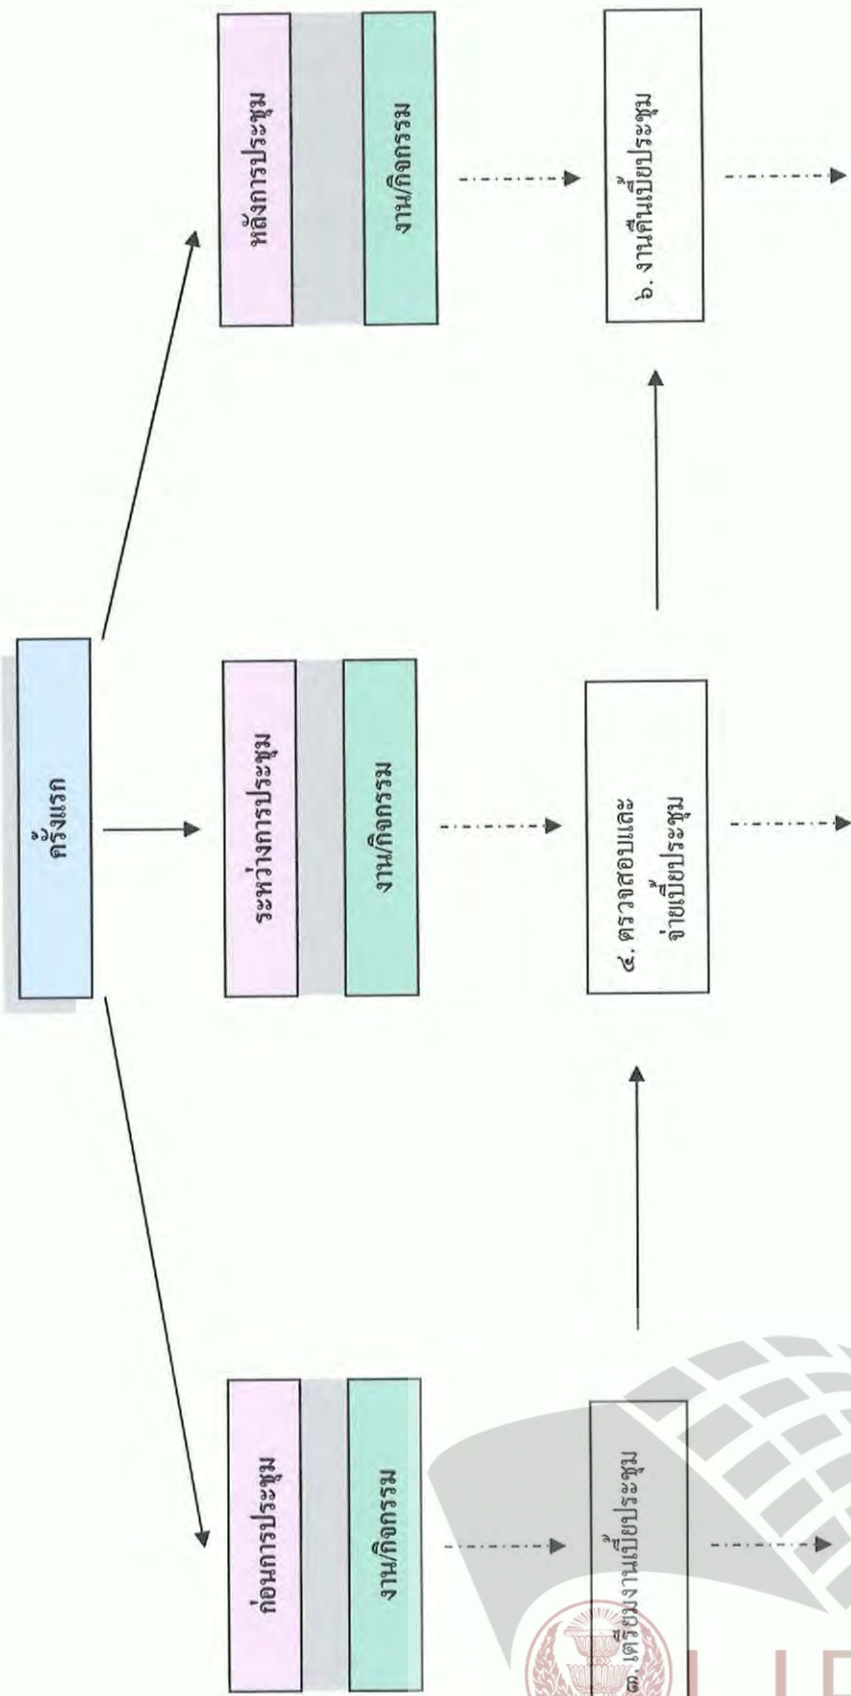 ครั้งแรก
ก่อนการประชุม
ระหว่างการประชุม
หลังการประชุม
งาน/กิจกรรม
งาน/กิจกรรม
งาน/กิจกรรม
๓. เตรียมงานเบี้ยประชุม
๔. ตรวจสอบและ
จ่ายเบี้ยประชุม
๖. งานคืนเบี้ยประชุม